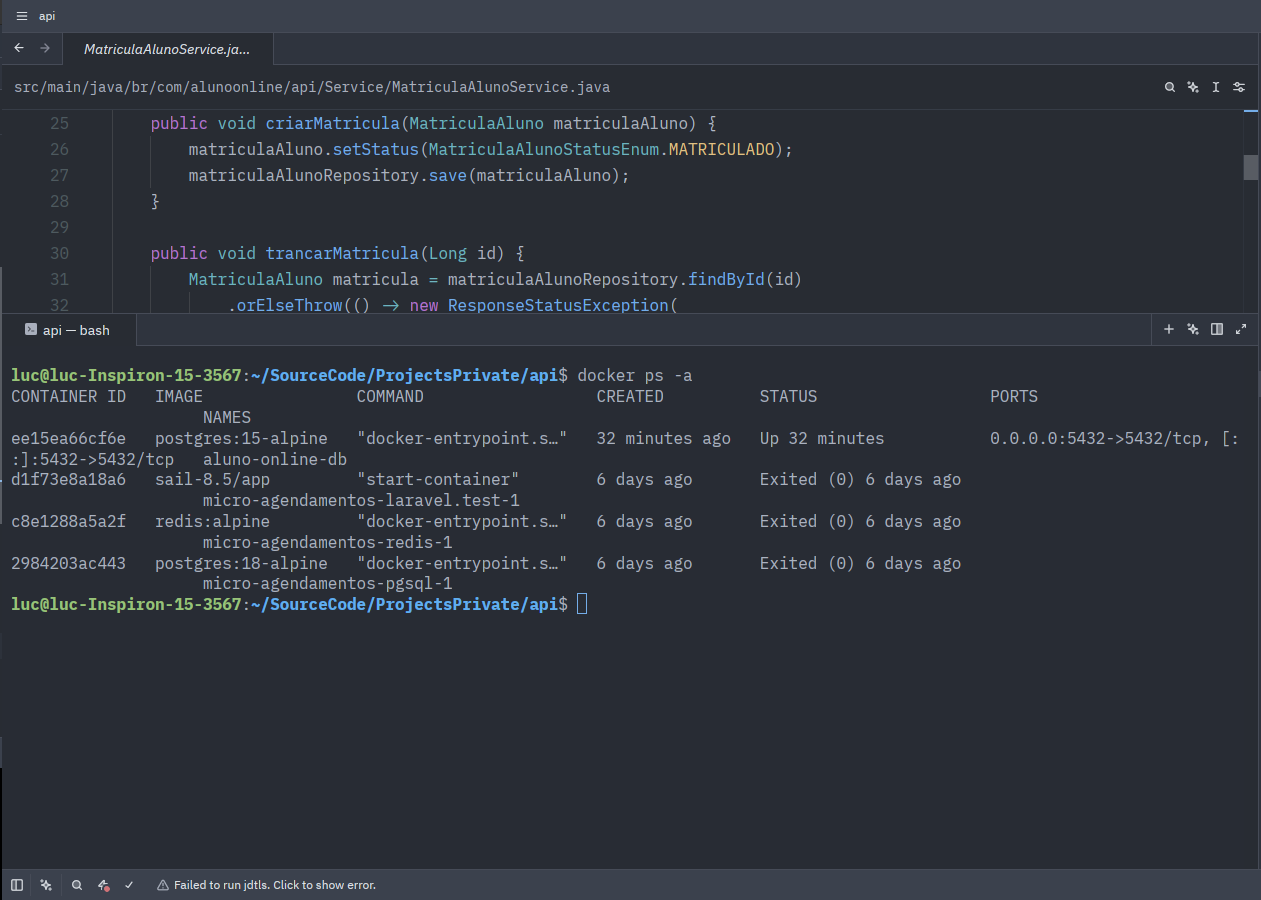 api
MatriculaAlunoService.ja...
src/main/java/br/com/alunoonline/api/Service/MatriculaAlunoService.java
25 public void criarMatricula(MatriculaAluno matriculaAluno) {
26 matriculaAluno.setStatus(MatriculaAlunoStatusEnum.MATRICULADO);
27 matriculaAlunoRepository.save(matriculaAluno);
28 }
29
30 public void trancarMatricula(Long id) {
31 MatriculaAluno matricula = matriculaAlunoRepository.findById(id)
32 .orElseThrow(() -> new ResponseStatusException(
api — bash
luc@luc-Inspiron-15-3567:~/SourceCode/ProjectsPrivate/api$ docker ps -a
CONTAINER ID   IMAGE                COMMAND                  CREATED          STATUS                  PORTS
                    NAMES
ee15ea66cf6e   postgres:15-alpine   "docker-entrypoint.s…"   32 minutes ago   Up 32 minutes           0.0.0.0:5432->5432/tcp, [:
:]:5432->5432/tcp   aluno-online-db
d1f73e8a18a6   sail-8.5/app         "start-container"        6 days ago       Exited (0) 6 days ago
                    micro-agendamentos-laravel.test-1
c8e1288a5a2f   redis:alpine         "docker-entrypoint.s…"   6 days ago       Exited (0) 6 days ago
                    micro-agendamentos-redis-1
2984203ac443   postgres:18-alpine   "docker-entrypoint.s…"   6 days ago       Exited (0) 6 days ago
                    micro-agendamentos-pgsql-1
luc@luc-Inspiron-15-3567:~/SourceCode/ProjectsPrivate/api$
Failed to run jdtls. Click to show error.